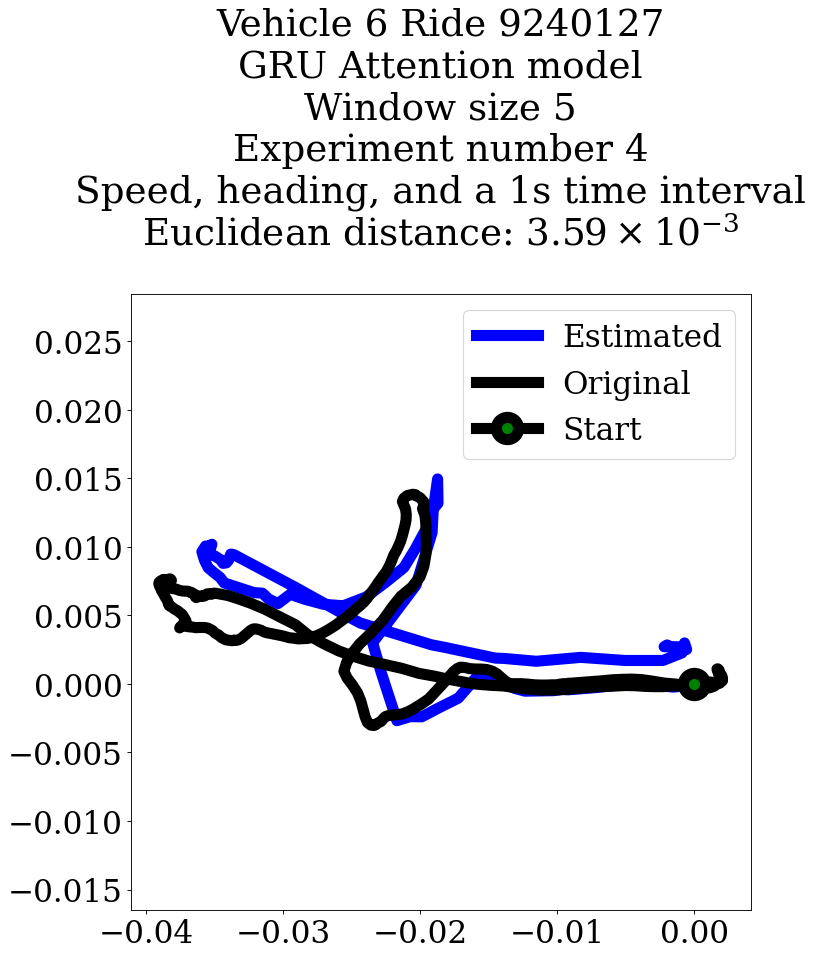 Vehicle 6 Ride 9240127
GRU Attention model
Window size 5
Experiment number 4
Speed, heading, and a 1s time interval
Euclidean distance: 3.59 × 10⁻³
Estimated
Original
Start
0.025
0.020
0.015
0.010
0.005
0.000
−0.005
−0.010
−0.015
−0.04 −0.03 −0.02 −0.01 0.00